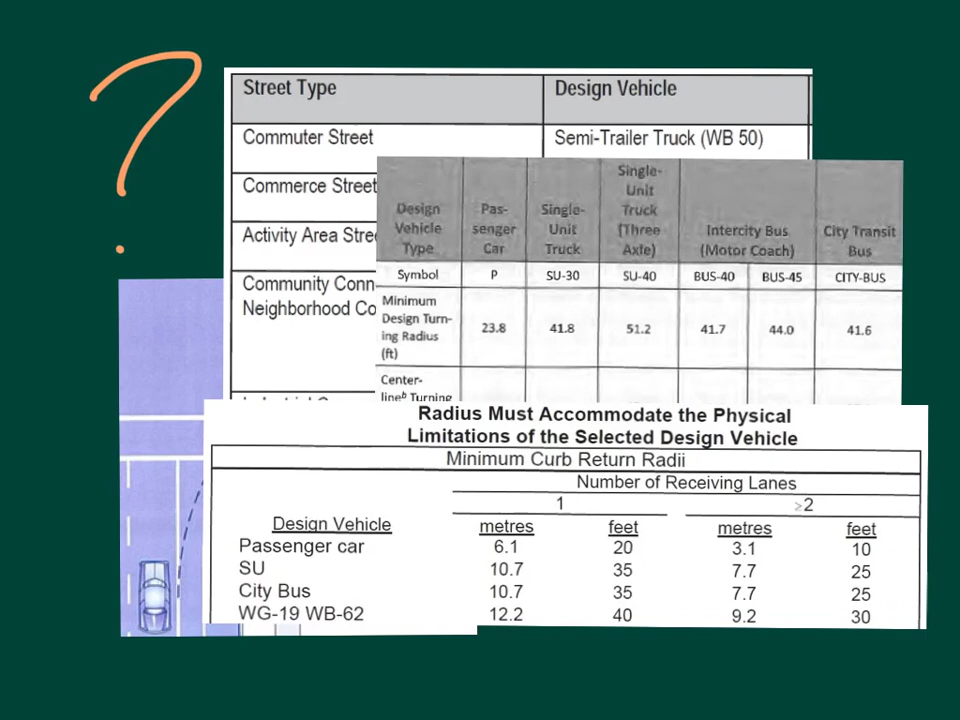 ?
Street Type
Design Vehicle
Commuter Street
Semi-Trailer Truck (WB 50)
Commerce Street
Activity Area Stree
Community Conn
Neighborhood Co
Design Vehicle Type
Pas-senger Car
Single-Unit Truck
Single-Unit Truck (Three Axle)
Intercity Bus (Motor Coach)
City Transit Bus
Symbol P SU-30 SU-40 BUS-40 BUS-45 CITY-BUS
Minimum
Design Turn-
ing Radius
(ft)
23.8 41.8 51.2 41.7 44.0 41.6
Center-
lineᵇ Turning
Radius Must Accommodate the Physical
Limitations of the Selected Design Vehicle
Minimum Curb Return Radii
Number of Receiving Lanes
1 ≥2
Design Vehicle metres feet metres feet
Passenger car 6.1 20 3.1 10
SU 10.7 35 7.7 25
City Bus 10.7 35 7.7 25
WG-19 WB-62 12.2 40 9.2 30